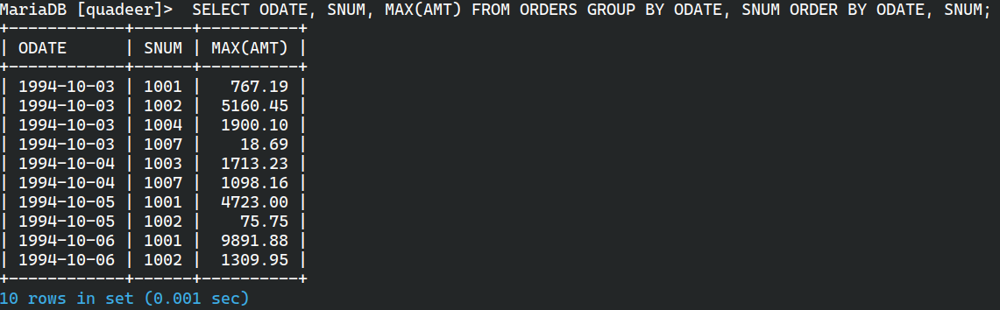 MariaDB [quadeer]>  SELECT ODATE, SNUM, MAX(AMT) FROM ORDERS GROUP BY ODATE, SNUM ORDER BY ODATE, SNUM;
+------------+------+----------+
| ODATE      | SNUM | MAX(AMT) |
+------------+------+----------+
| 1994-10-03 | 1001 |   767.19 |
| 1994-10-03 | 1002 |  5160.45 |
| 1994-10-03 | 1004 |  1900.10 |
| 1994-10-03 | 1007 |    18.69 |
| 1994-10-04 | 1003 |  1713.23 |
| 1994-10-04 | 1007 |  1098.16 |
| 1994-10-05 | 1001 |  4723.00 |
| 1994-10-05 | 1002 |    75.75 |
| 1994-10-06 | 1001 |  9891.88 |
| 1994-10-06 | 1002 |  1309.95 |
+------------+------+----------+
10 rows in set (0.001 sec)